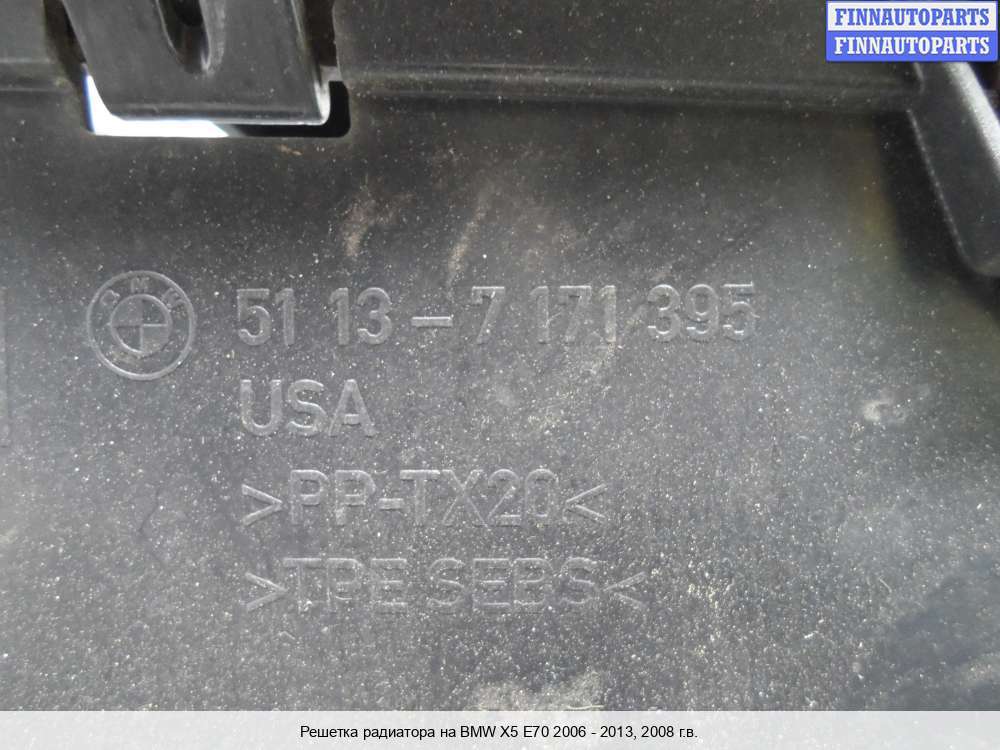 FINNAUTOPARTS
FINNAUTOPARTS
BMW
51 13-7 171 395
USA
>PP-TX20<
>TPE SEBS<
Решетка радиатора на BMW X5 E70 2006 - 2013, 2008 г.в.